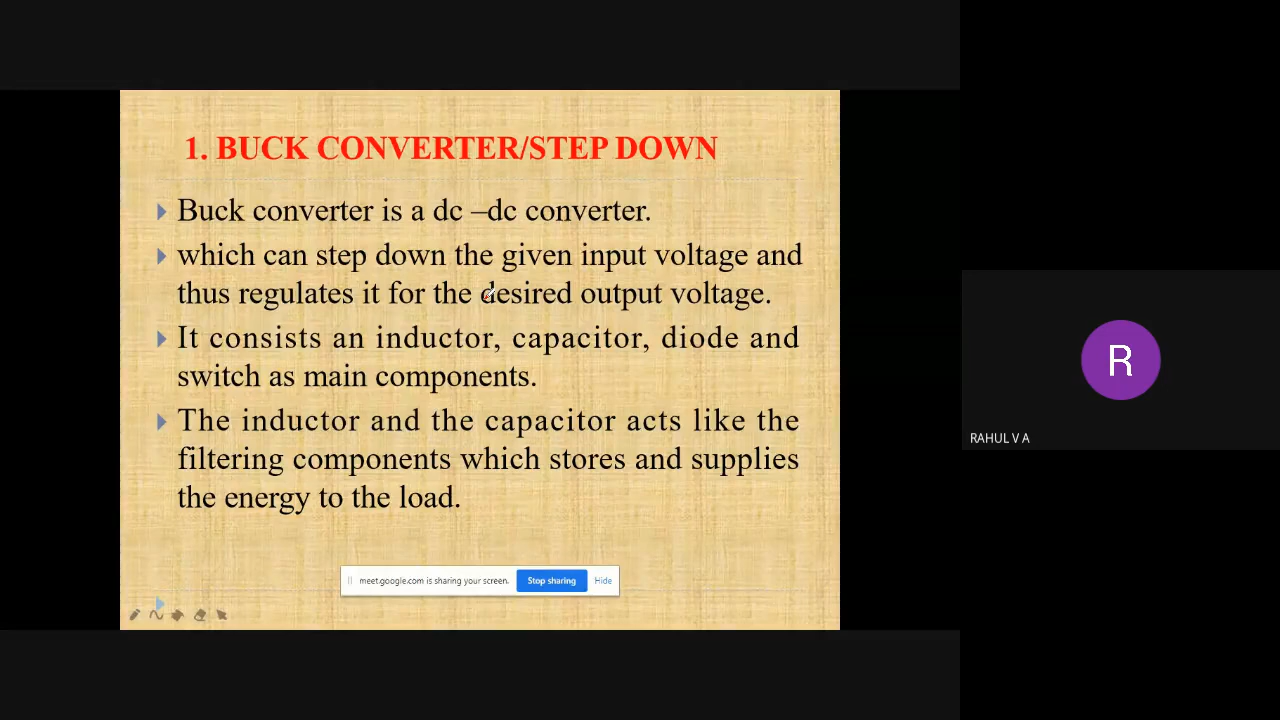 1. BUCK CONVERTER/STEP DOWN
Buck converter is a dc –dc converter.
which can step down the given input voltage and
thus regulates it for the desired output voltage.
It consists an inductor, capacitor, diode and
switch as main components.
The inductor and the capacitor acts like the
filtering components which stores and supplies
the energy to the load.
meet.google.com is sharing your screen. Stop sharing Hide
R
RAHUL V A